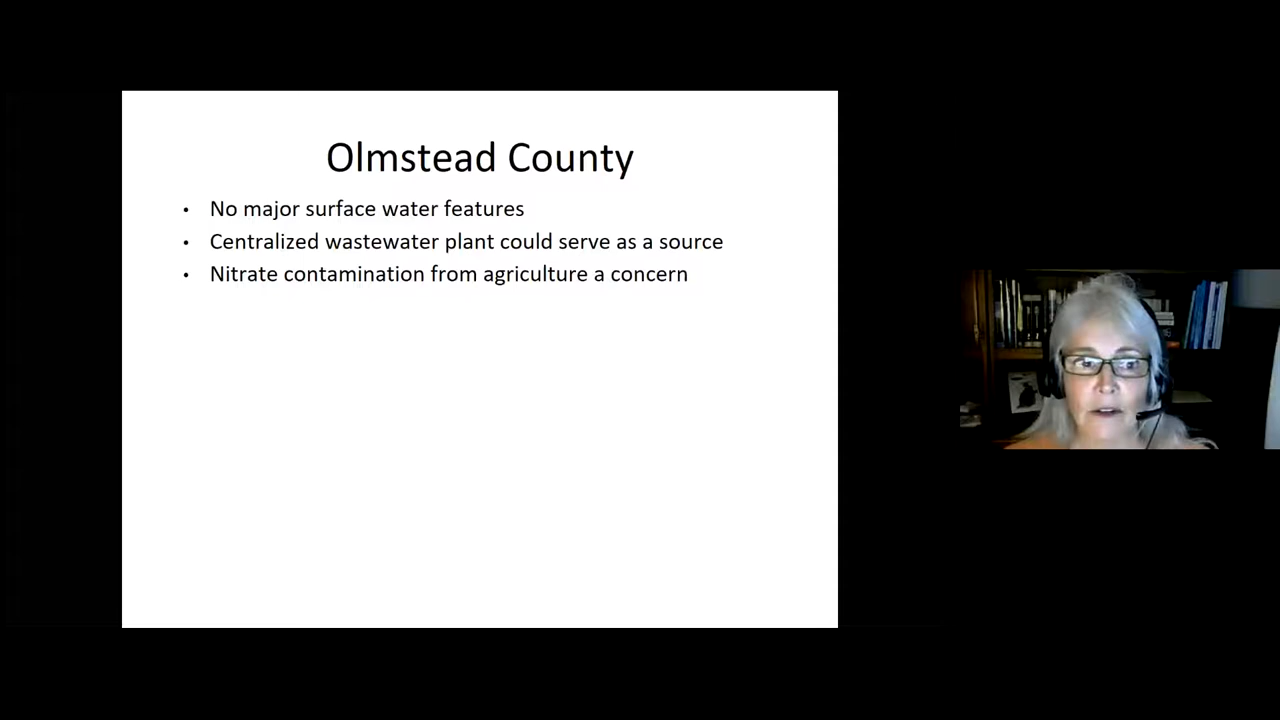 Olmstead County
• No major surface water features
• Centralized wastewater plant could serve as a source
• Nitrate contamination from agriculture a concern